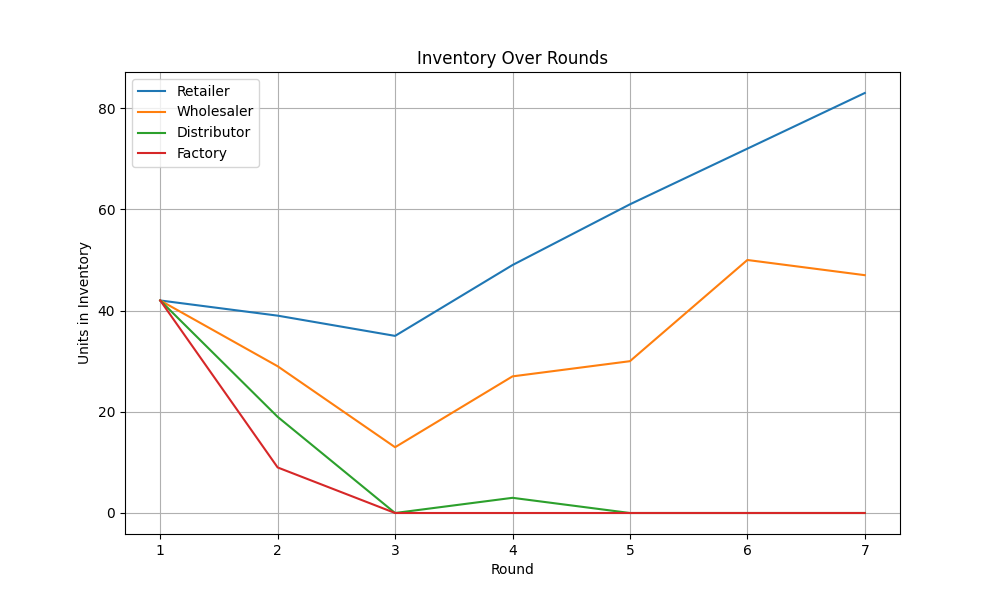 Inventory Over Rounds
Retailer
Wholesaler
Distributor
Factory
Units in Inventory
80
60
40
20
0
1 2 3 4 5 6 7
Round